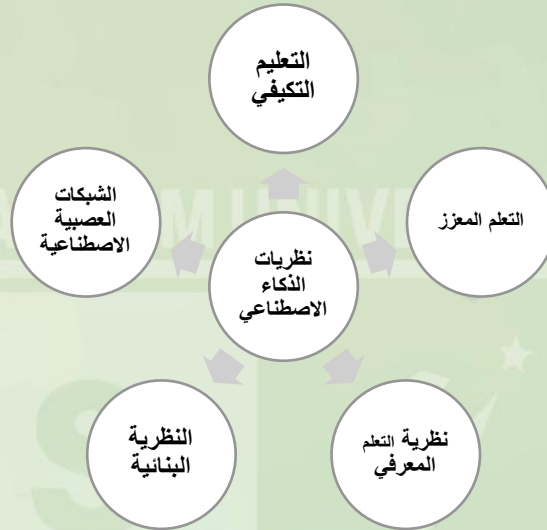 التعليم
التكيفي
التعلم المعزز
نظرية التعلم
المعرفي
النظرية
البنائية
الشبكات
العصبية
الاصطناعية
نظريات
الذكاء
الاصطناعي